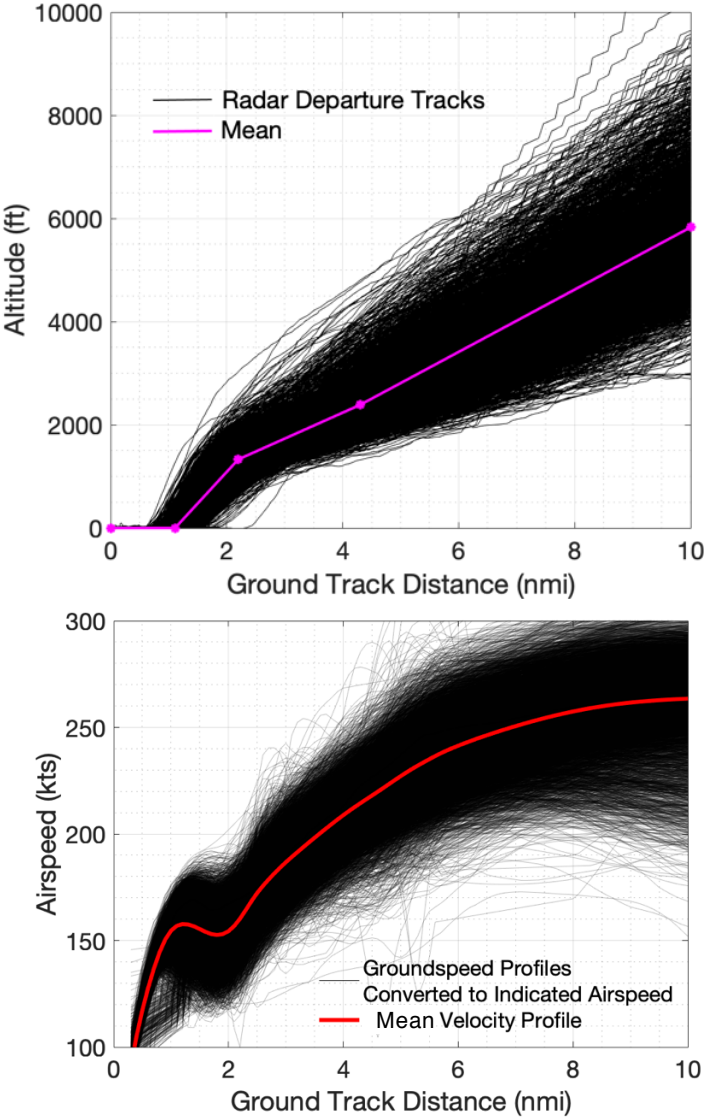 10000
8000
6000
4000
2000
0
Altitude (ft)
Radar Departure Tracks
Mean
0 2 4 6 8 10
Ground Track Distance (nmi)
300
250
200
150
100
Airspeed (kts)
Groundspeed Profiles
Converted to Indicated Airspeed
Mean Velocity Profile
0 2 4 6 8 10
Ground Track Distance (nmi)